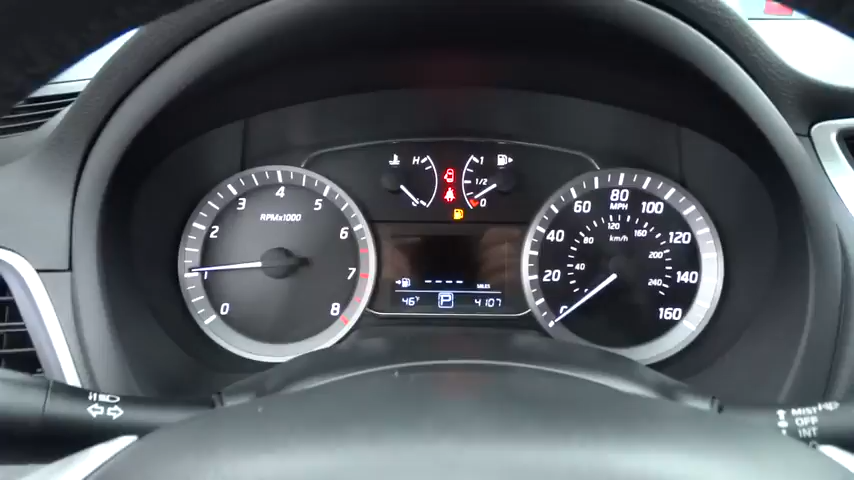 H 1
1/2
C 0
RPMX1000
0 1 2 3 4 5 6 7 8
MPH
20 40 60 80 100 120 140 160
km/h
40 80 120 160 200 240
----
MILES
46°F P 4107
MIST
OFF
INT